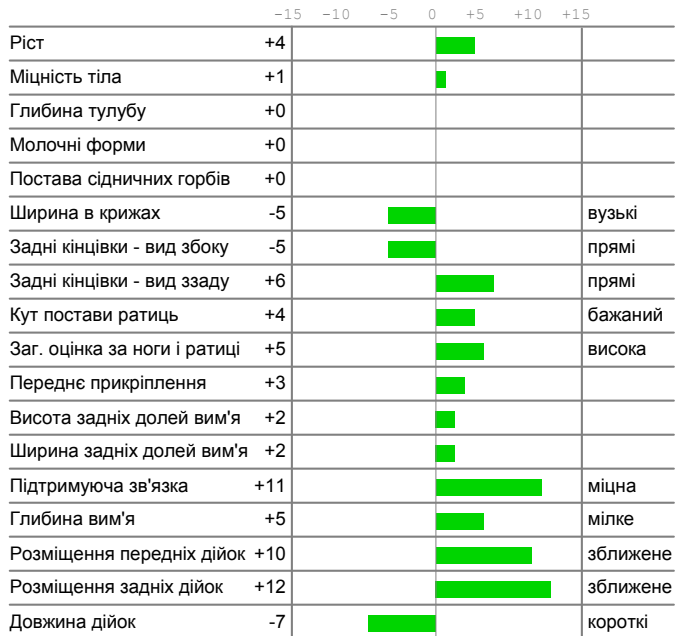 -15 -10 -5 0 +5 +10 +15
Ріст +4
Міцність тіла +1
Глибина тулубу +0
Молочні форми +0
Постава сідничних горбів +0
Ширина в крижах -5 вузькі
Задні кінцівки - вид збоку -5 прямі
Задні кінцівки - вид ззаду +6 прямі
Кут постави ратиць +4 бажаний
Заг. оцінка за ноги і ратиці +5 висока
Переднє прикріплення +3
Висота задніх долей вим'я +2
Ширина задніх долей вим'я +2
Підтримуюча зв'язка +11 міцна
Глибина вим'я +5 мілке
Розміщення передніх дійок +10 зближене
Розміщення задніх дійок +12 зближене
Довжина дійок -7 короткі